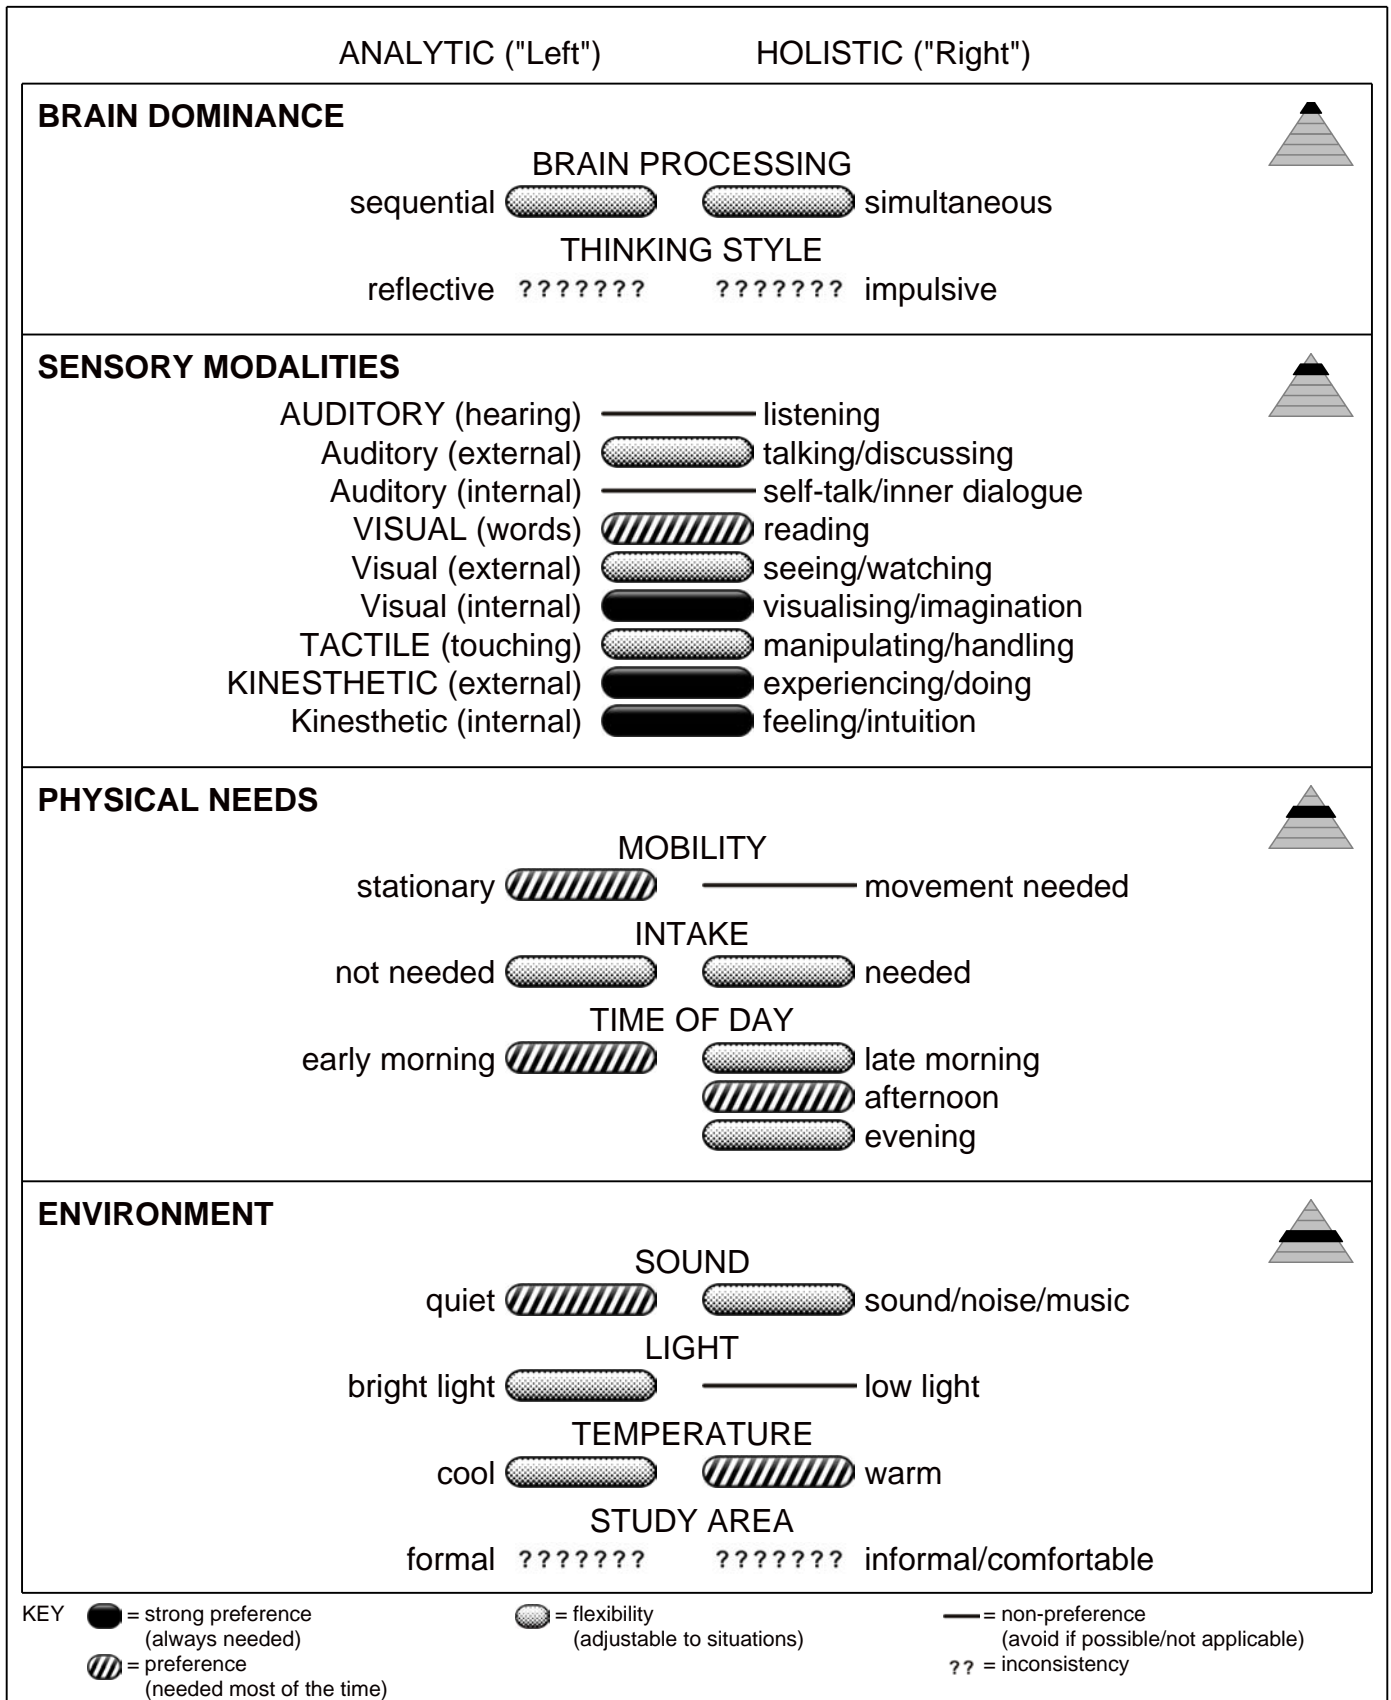 ANALYTIC ("Left") HOLISTIC ("Right")
BRAIN DOMINANCE
BRAIN PROCESSING
sequential simultaneous
THINKING STYLE
reflective ??????? ??????? impulsive
SENSORY MODALITIES
AUDITORY (hearing) listening
Auditory (external) talking/discussing
Auditory (internal) self-talk/inner dialogue
VISUAL (words) reading
Visual (external) seeing/watching
Visual (internal) visualising/imagination
TACTILE (touching) manipulating/handling
KINESTHETIC (external) experiencing/doing
Kinesthetic (internal) feeling/intuition
PHYSICAL NEEDS
MOBILITY
stationary movement needed
INTAKE
not needed needed
TIME OF DAY
early morning late morning
afternoon
evening
ENVIRONMENT
SOUND
quiet sound/noise/music
LIGHT
bright light low light
TEMPERATURE
cool warm
STUDY AREA
formal ??????? ??????? informal/comfortable
KEY = strong preference = flexibility = non-preference
(always needed) (adjustable to situations) (avoid if possible/not applicable)
= preference ?? = inconsistency
(needed most of the time)